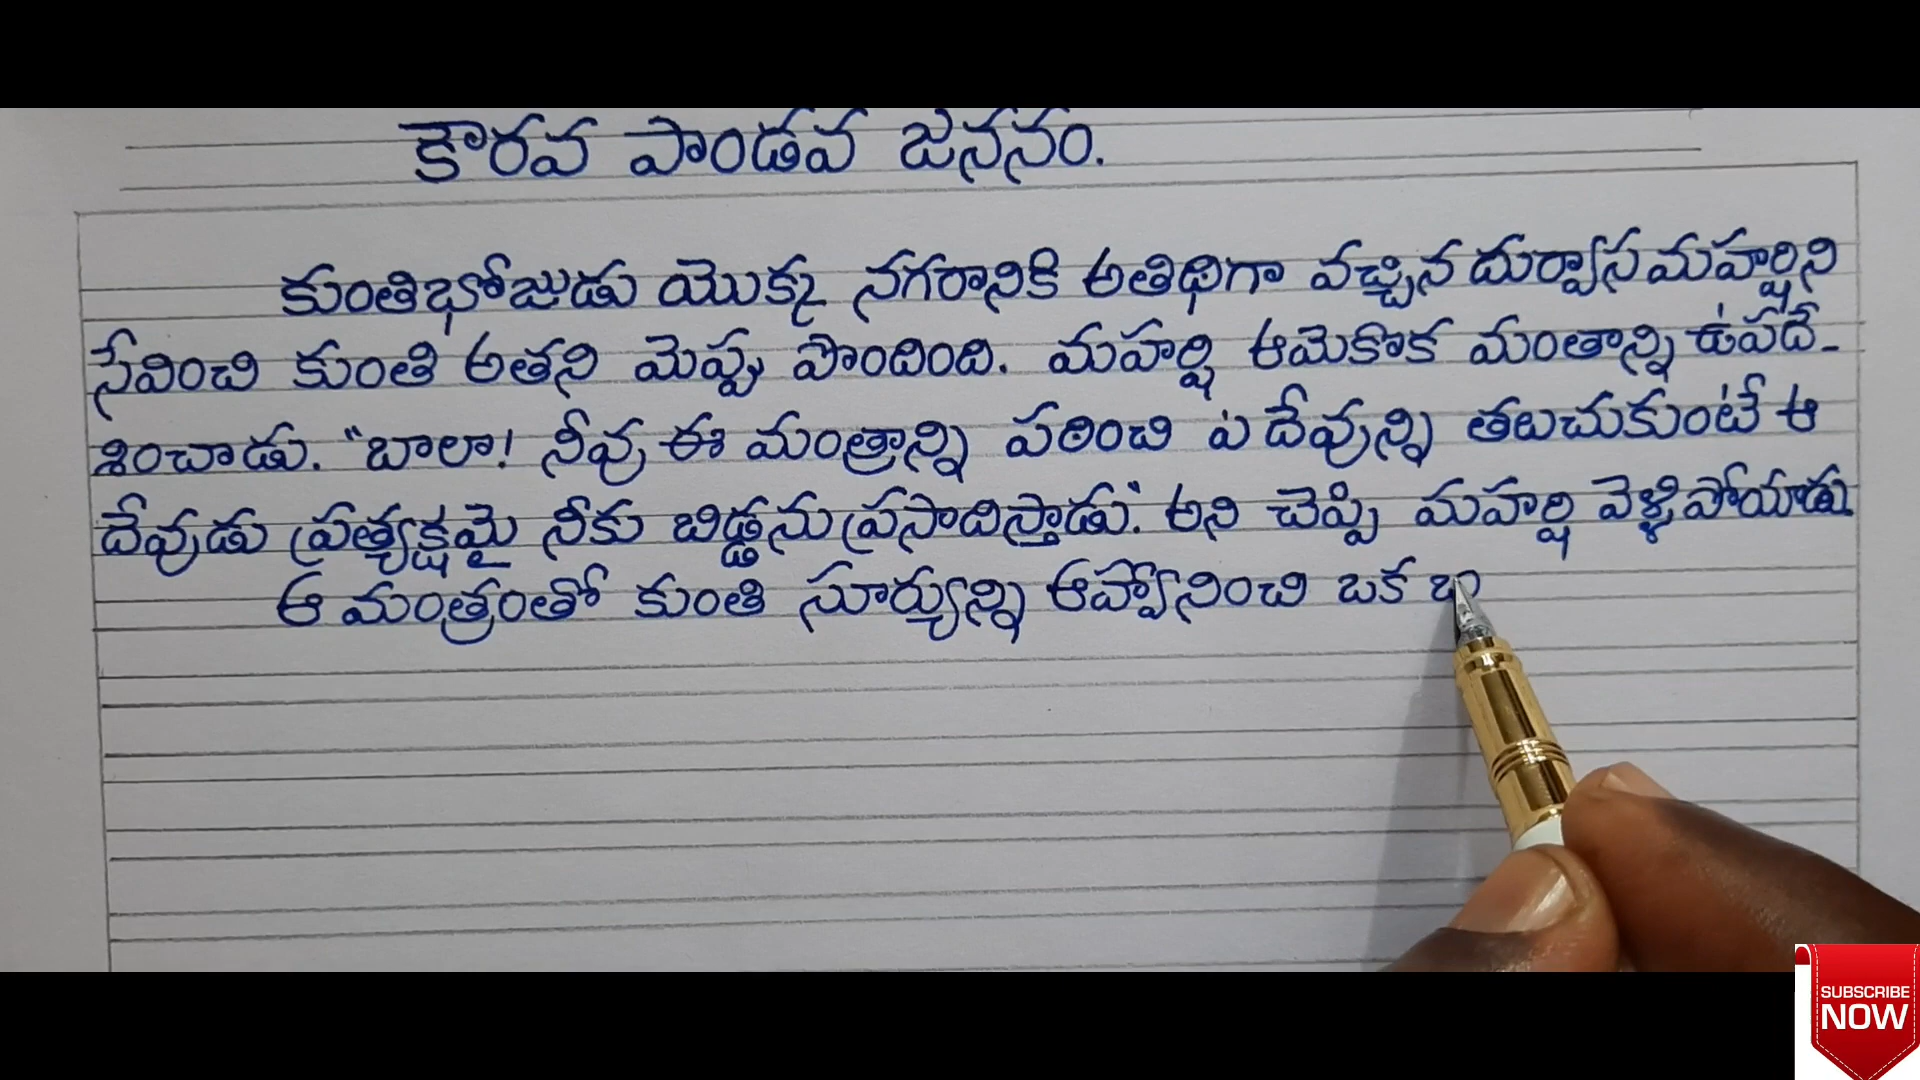 కౌరవ పాండవ జననం.
కుంతిభోజుడు యొక్క నగరానికి అతిథిగా వచ్చిన దుర్వాస మహర్షిని
సేవించి కుంతి అతని మెప్పు పొందింది. మహర్షి ఆమెకొక మంతాన్ని ఉపదే-
శించాడు. "బాలా! నీవు ఈ మంత్రాన్ని పఠించి ఏ దేవున్ని తలచుకుంటే ఆ
దేవుడు ప్రత్యక్షమై నీకు బిడ్డను ప్రసాదిస్తాడు." అని చెప్పి మహర్షి వెళ్ళిపోయాడు
ఆ మంత్రంతో కుంతి సూర్యున్ని ఆహ్వానించి ఒక
SUBSCRIBE
NOW